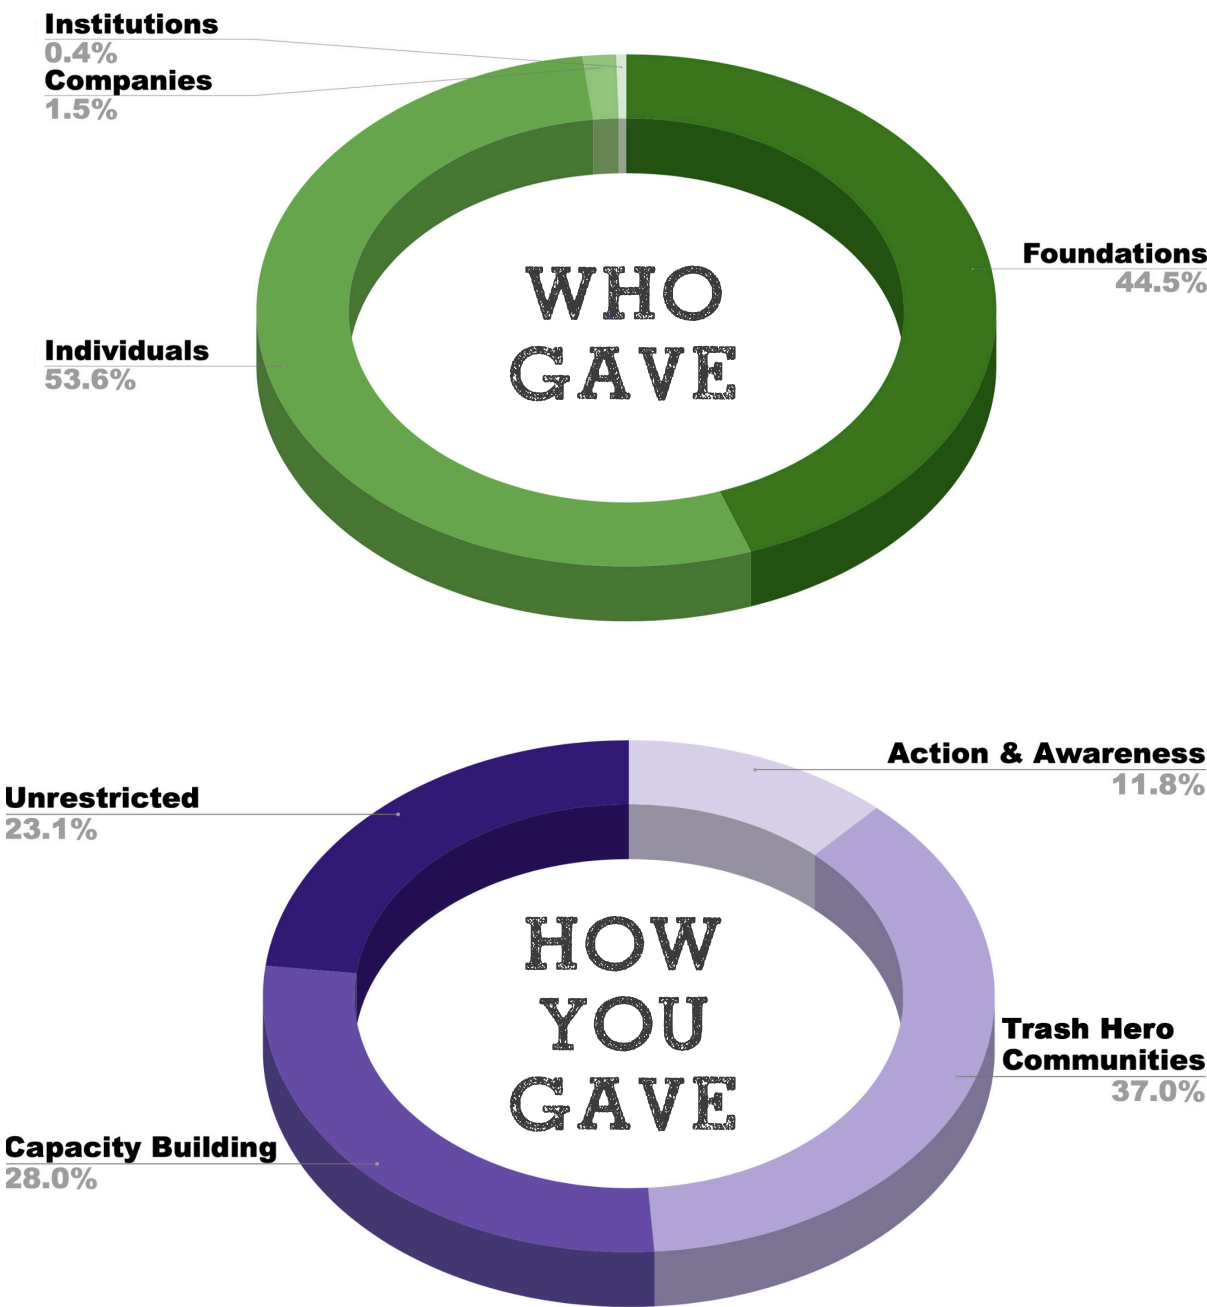 Institutions
0.4%
Companies
1.5%
Foundations
44.5%
Individuals
53.6%
WHO
GAVE
Action & Awareness
11.8%
Unrestricted
23.1%
Trash Hero
Communities
37.0%
Capacity Building
28.0%
HOW
YOU
GAVE